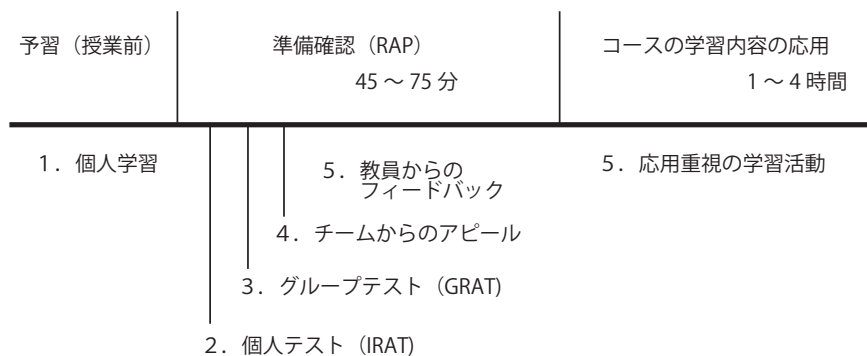 予習（授業前）
準備確認（RAP）
45 〜 75 分
コースの学習内容の応用
1 〜 4 時間
１．個人学習
５．教員からの
フィードバック
５．応用重視の学習活動
４．チームからのアピール
３．グループテスト（GRAT)
２．個人テスト（IRAT)